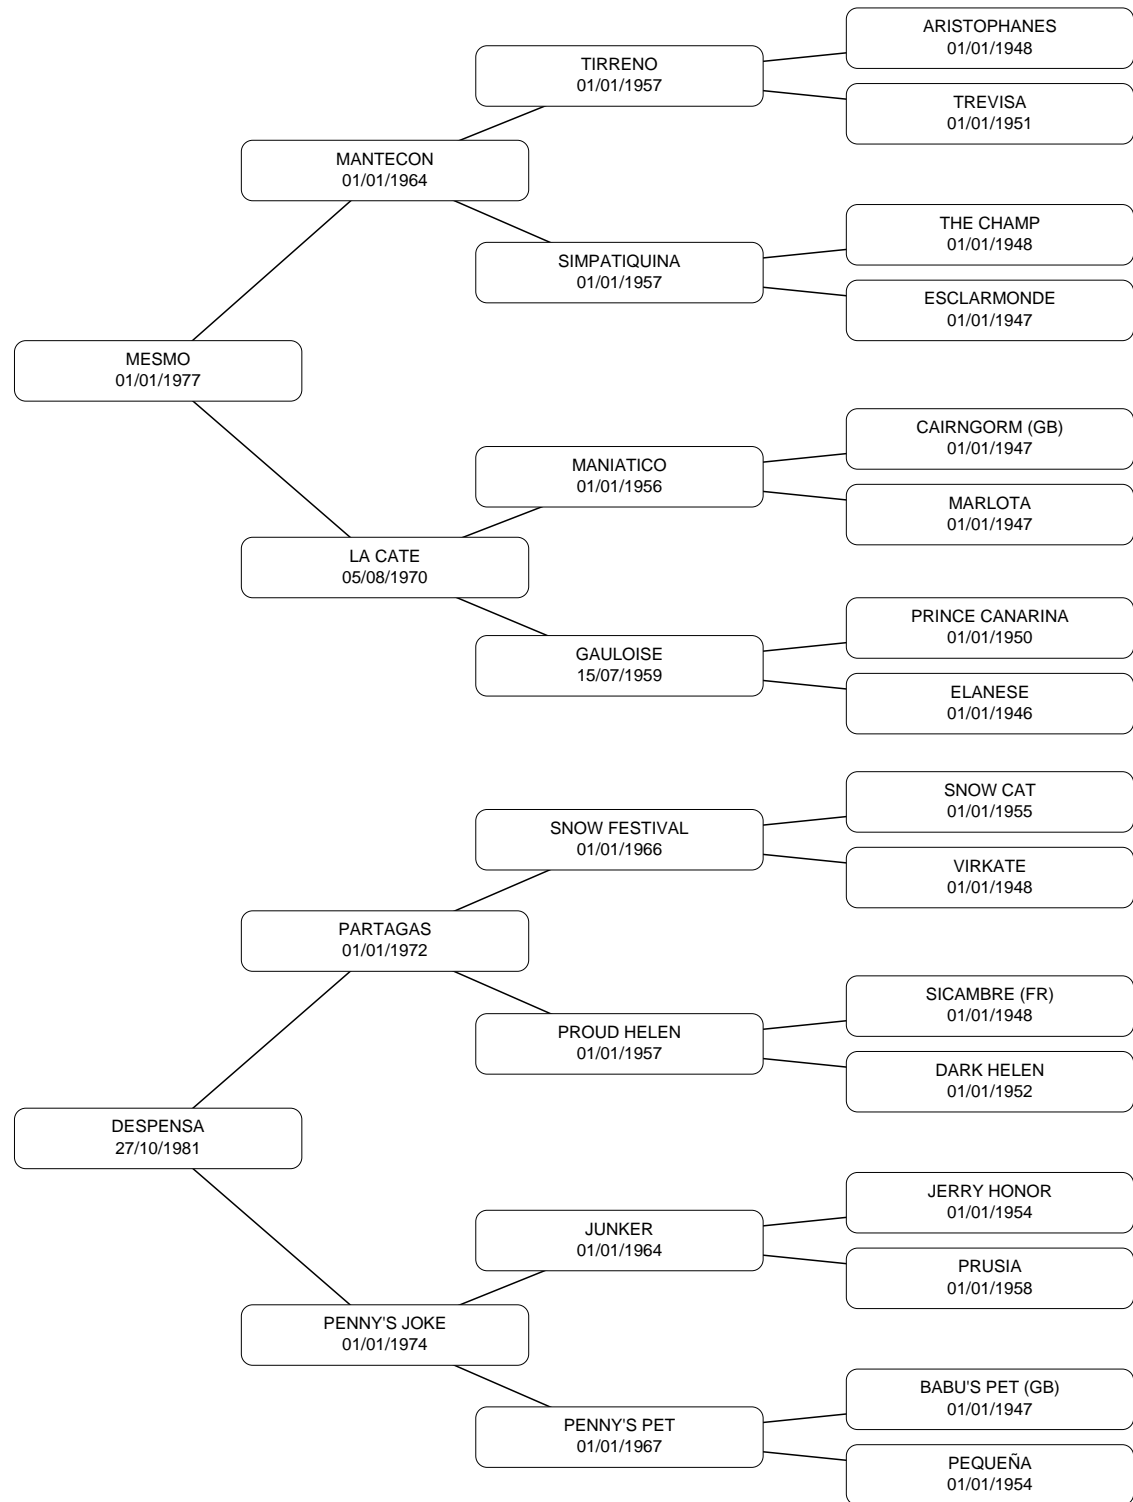 ARISTOPHANES
01/01/1948
TIRRENO
01/01/1957
TREVISA
01/01/1951
MANTECON
01/01/1964
THE CHAMP
01/01/1948
SIMPATIQUINA
01/01/1957
ESCLARMONDE
01/01/1947
MESMO
01/01/1977
CAIRNGORM (GB)
01/01/1947
MANIATICO
01/01/1956
MARLOTA
01/01/1947
LA CATE
05/08/1970
PRINCE CANARINA
01/01/1950
GAULOISE
15/07/1959
ELANESE
01/01/1946
SNOW CAT
01/01/1955
SNOW FESTIVAL
01/01/1966
VIRKATE
01/01/1948
PARTAGAS
01/01/1972
SICAMBRE (FR)
01/01/1948
PROUD HELEN
01/01/1957
DARK HELEN
01/01/1952
DESPENSA
27/10/1981
JERRY HONOR
01/01/1954
JUNKER
01/01/1964
PRUSIA
01/01/1958
PENNY'S JOKE
01/01/1974
BABU'S PET (GB)
01/01/1947
PENNY'S PET
01/01/1967
PEQUEÑA
01/01/1954